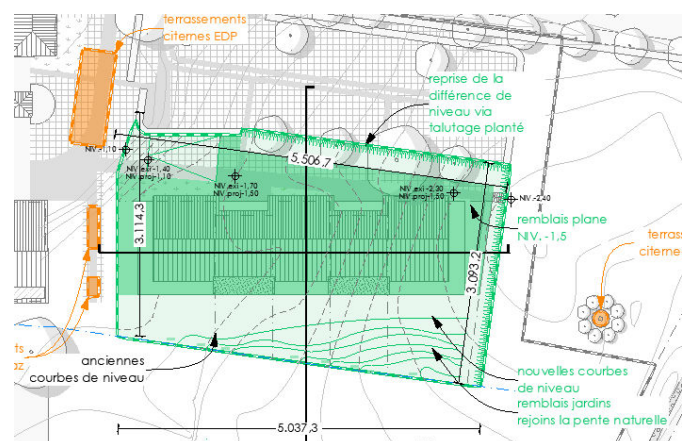 terrassements
citernes EDP
reprise de la
différence de
niveau via
talutage planté
NIV.-1,10
5.506,7
NIV.exi-1,40
NIV.proj-1,10
NIV.exi-1,70
NIV.proj-1,50
NIV.exi-2,30
NIV.proj-1,50
NIV.-2,40
3.114,3
remblais plane
NIV. -1,5
3.093,2
terrass
citerne
nts
az
anciennes
courbes de niveau
nouvelles courbes
de niveau
remblais jardins
rejoins la pente naturelle
5.037,3